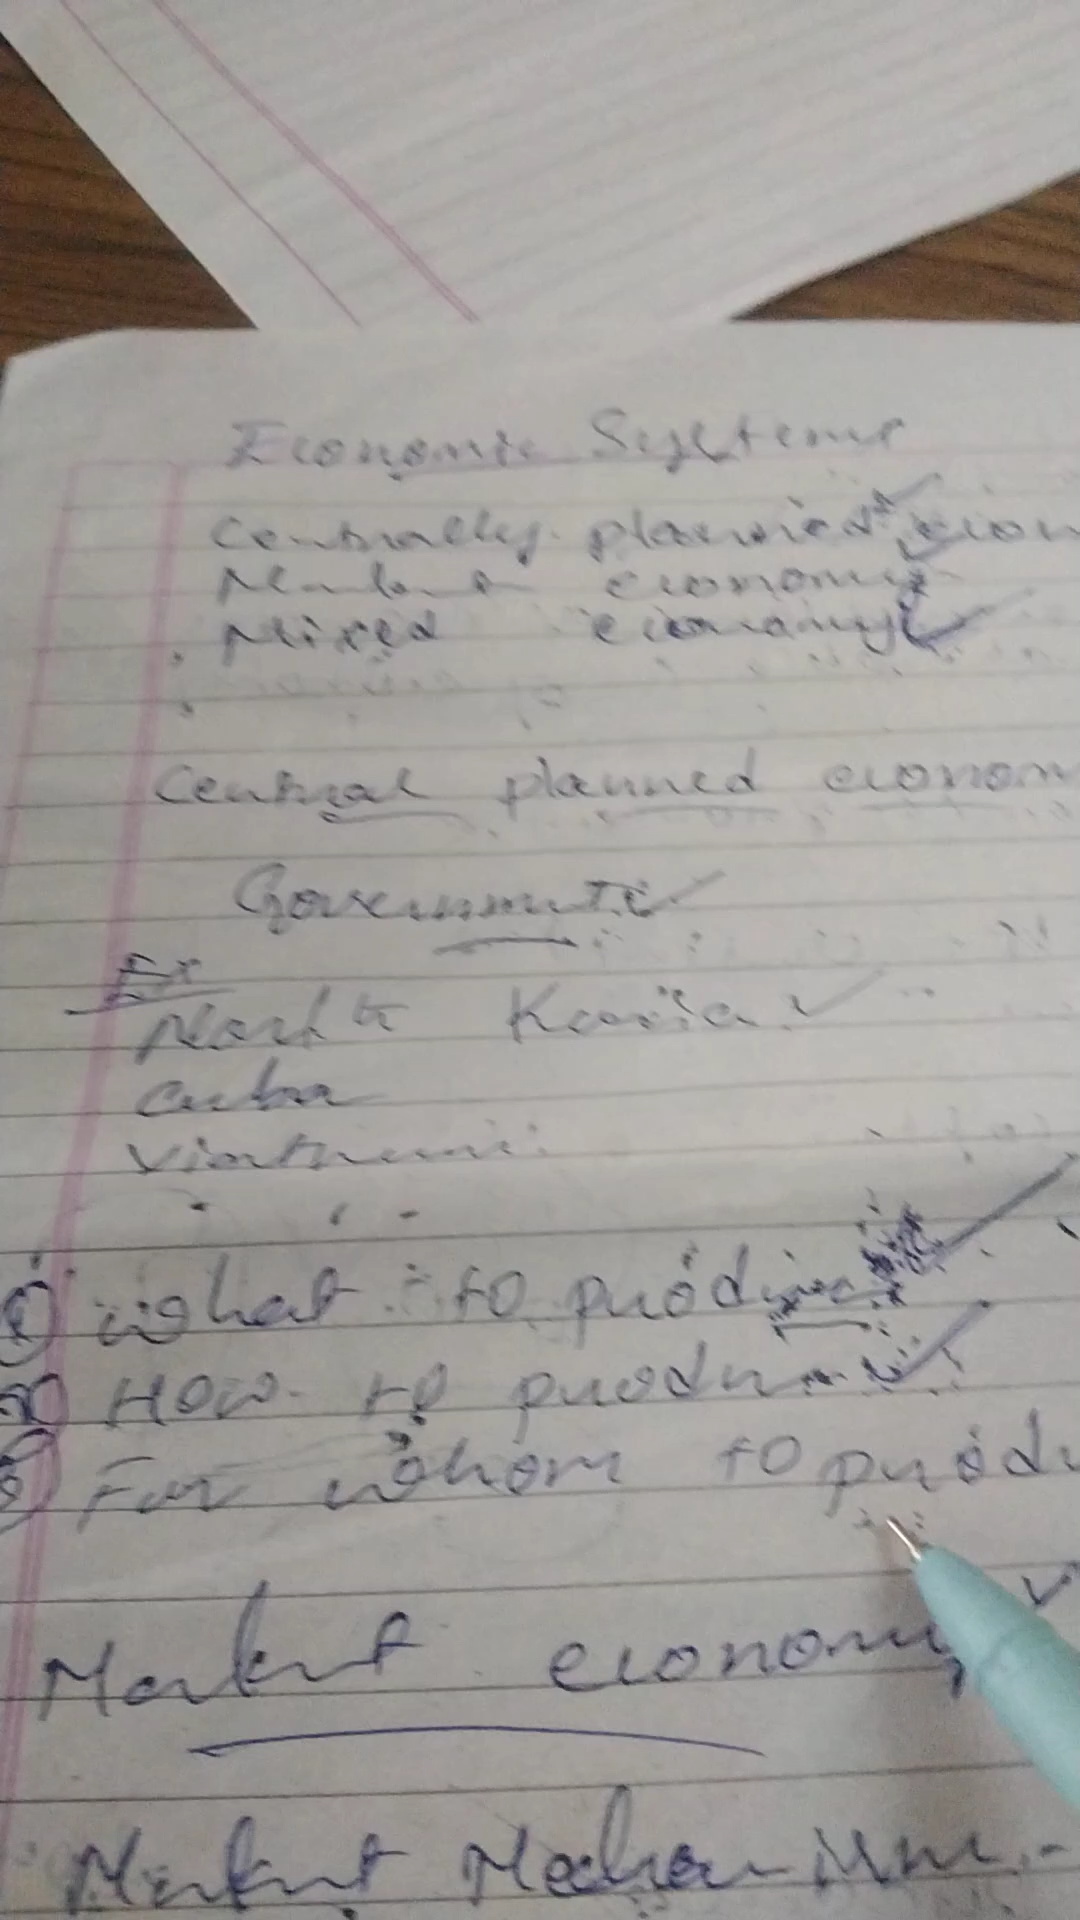 Economic Systems
Centrally planned econ
Market economy
Mixed economy
Central planned econom
Government
Ex
North Korea
Cuba
What to produce
How to produce
For whom to produ
Market economy
Market Mechanism